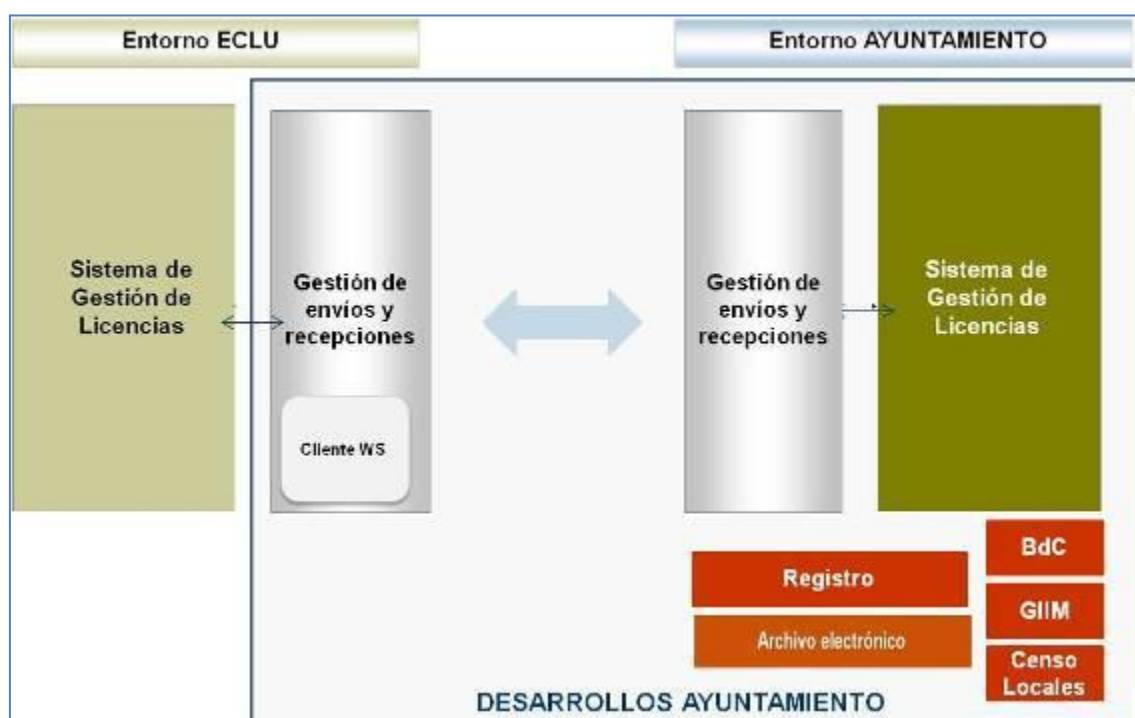 Entorno ECLU
Entorno AYUNTAMIENTO
Sistema de
Gestión de
Licencias
Gestión de
envíos y
recepciones
Cliente WS
Gestión de
envíos y
recepciones
Sistema de
Gestión de
Licencias
BdC
Registro
GIIM
Archivo electrónico
Censo
Locales
DESARROLLOS AYUNTAMIENTO